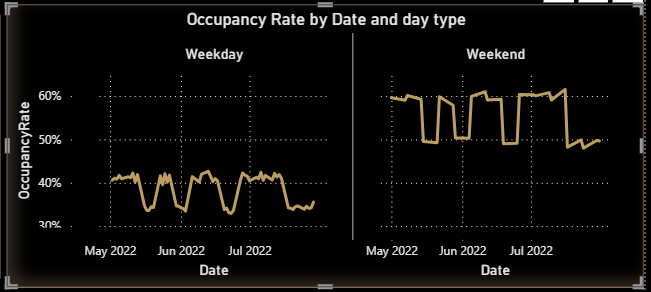 Occupancy Rate by Date and day type
Weekday
Weekend
OccupancyRate
60%
50%
40%
30%
May 2022
Jun 2022
Jul 2022
May 2022
Jun 2022
Jul 2022
Date
Date